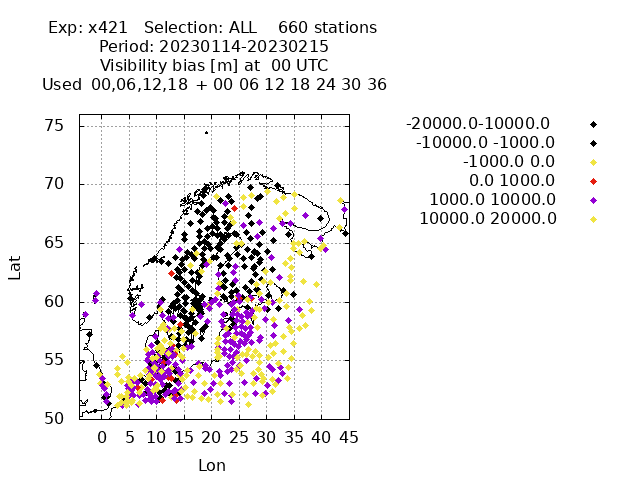 Exp: x421 Selection: ALL 660 stations
Period: 20230114-20230215
Visibility bias [m] at 00 UTC
Used 00,06,12,18 + 00 06 12 18 24 30 36
-20000.0-10000.0
-10000.0 -1000.0
-1000.0 0.0
0.0 1000.0
1000.0 10000.0
10000.0 20000.0
75
70
65
60
55
50
Lat
0 5 10 15 20 25 30 35 40 45
Lon